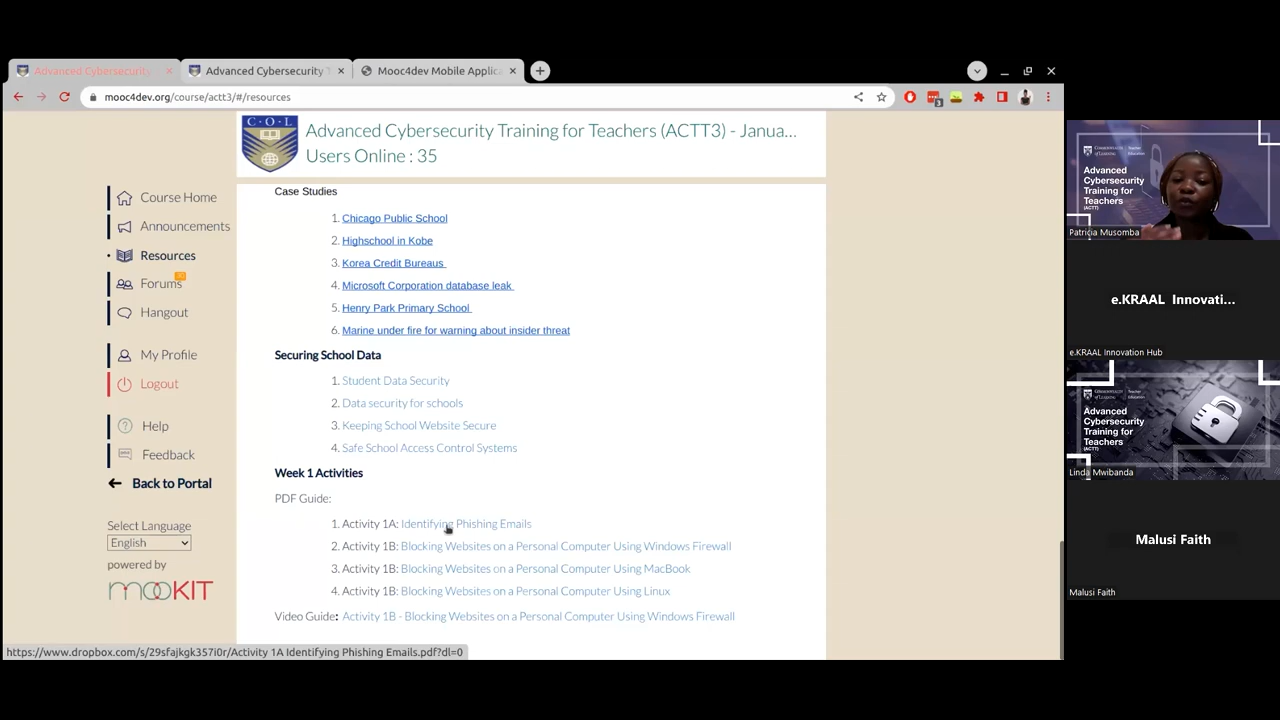 Advanced Cybersecurit
Advanced Cybersecurity T
Mooc4dev Mobile Applic
mooc4dev.org/course/actt3/#/resources
3
C.O.L
Advanced Cybersecurity Training for Teachers (ACTT3) - Janua...
Users Online : 35
Course Home
Announcements
Resources
Forums
Hangout
My Profile
Logout
Help
Feedback
Back to Portal
Select Language
English
powered by
mooKIT
Case Studies
1. Chicago Public School
2. Highschool in Kobe
3. Korea Credit Bureaus
4. Microsoft Corporation database leak
5. Henry Park Primary School
6. Marine under fire for warning about insider threat
Securing School Data
1. Student Data Security
2. Data security for schools
3. Keeping School Website Secure
4. Safe School Access Control Systems
Week 1 Activities
PDF Guide:
1. Activity 1A: Identifying Phishing Emails
2. Activity 1B: Blocking Websites on a Personal Computer Using Windows Firewall
3. Activity 1B: Blocking Websites on a Personal Computer Using MacBook
4. Activity 1B: Blocking Websites on a Personal Computer Using Linux
Video Guide: Activity 1B - Blocking Websites on a Personal Computer Using Windows Firewall
https://www.dropbox.com/s/29sfajkgk357i0r/Activity 1A Identifying Phishing Emails.pdf?dl=0
Advanced
Cybersecurity
Training for
Teachers
(ACTT)
Patricia Musomba
e.KRAAL Innovati...
e.KRAAL Innovation Hub
Teacher
Education
Advanced
Cybersecurity
Training for
Teachers
(ACTT)
Linda Mwibanda
Malusi Faith
Malusi Faith